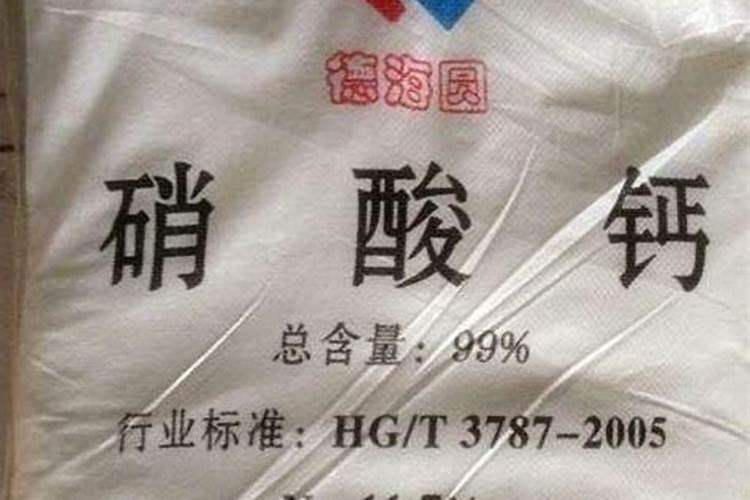 德海圆
硝酸钙
总含量：99%
行业标准：HG/T 3787-2005